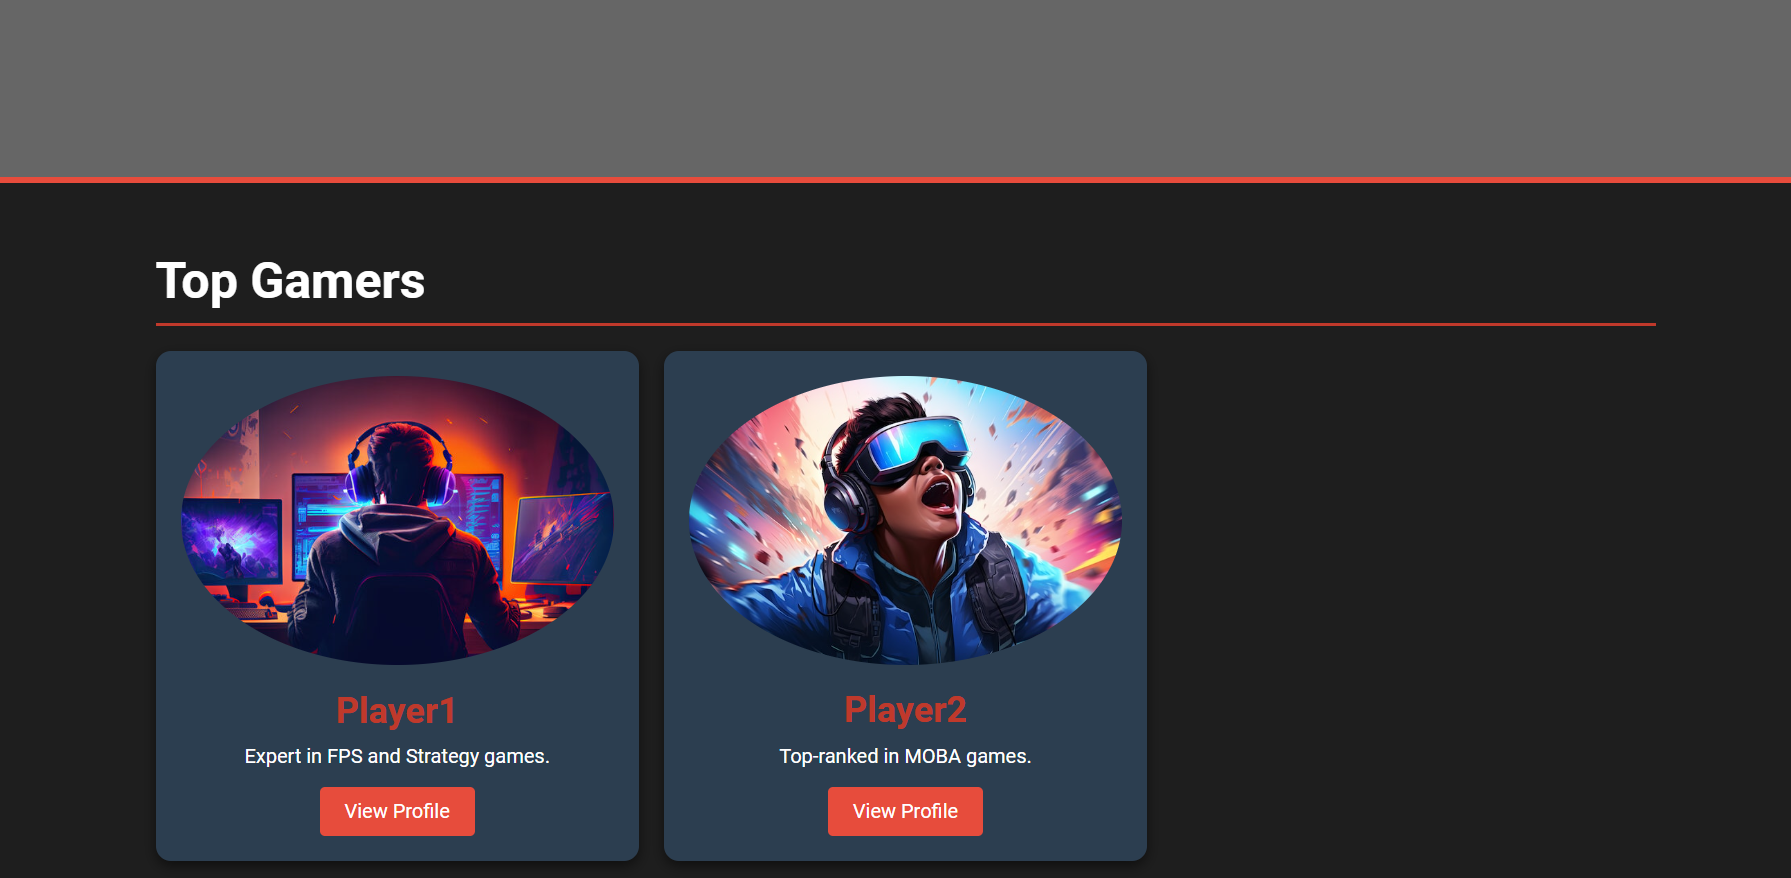 Top Gamers
Player1
Expert in FPS and Strategy games.
View Profile
Player2
Top-ranked in MOBA games.
View Profile